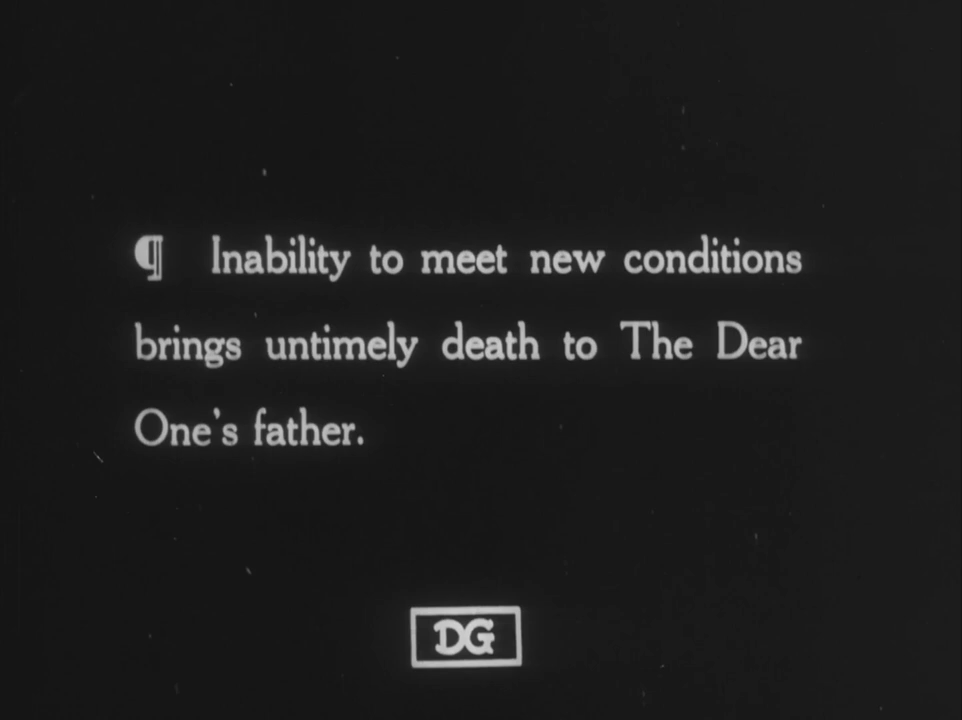 ¶ Inability to meet new conditions
brings untimely death to The Dear
One's father.
DG